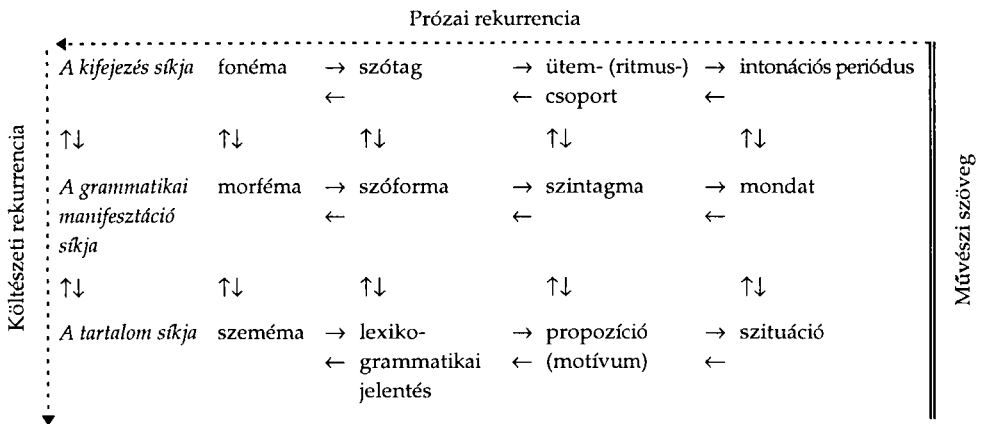 Prózai rekurrencia
A kifejezés síkja fonéma → szótag → ütem- (ritmus-) → intonációs periódus
← ← csoport ←
↑↓ ↑↓ ↑↓ ↑↓ ↑↓
A grammatikai morféma → szóforma → szintagma → mondat
manifesztáció ← ← ←
síkja
↑↓ ↑↓ ↑↓ ↑↓ ↑↓
A tartalom síkja szeméma → lexiko- → propozíció → szituáció
← grammatikai ← (motívum) ←
jelentés
Költészeti rekurrencia
Művészi szöveg